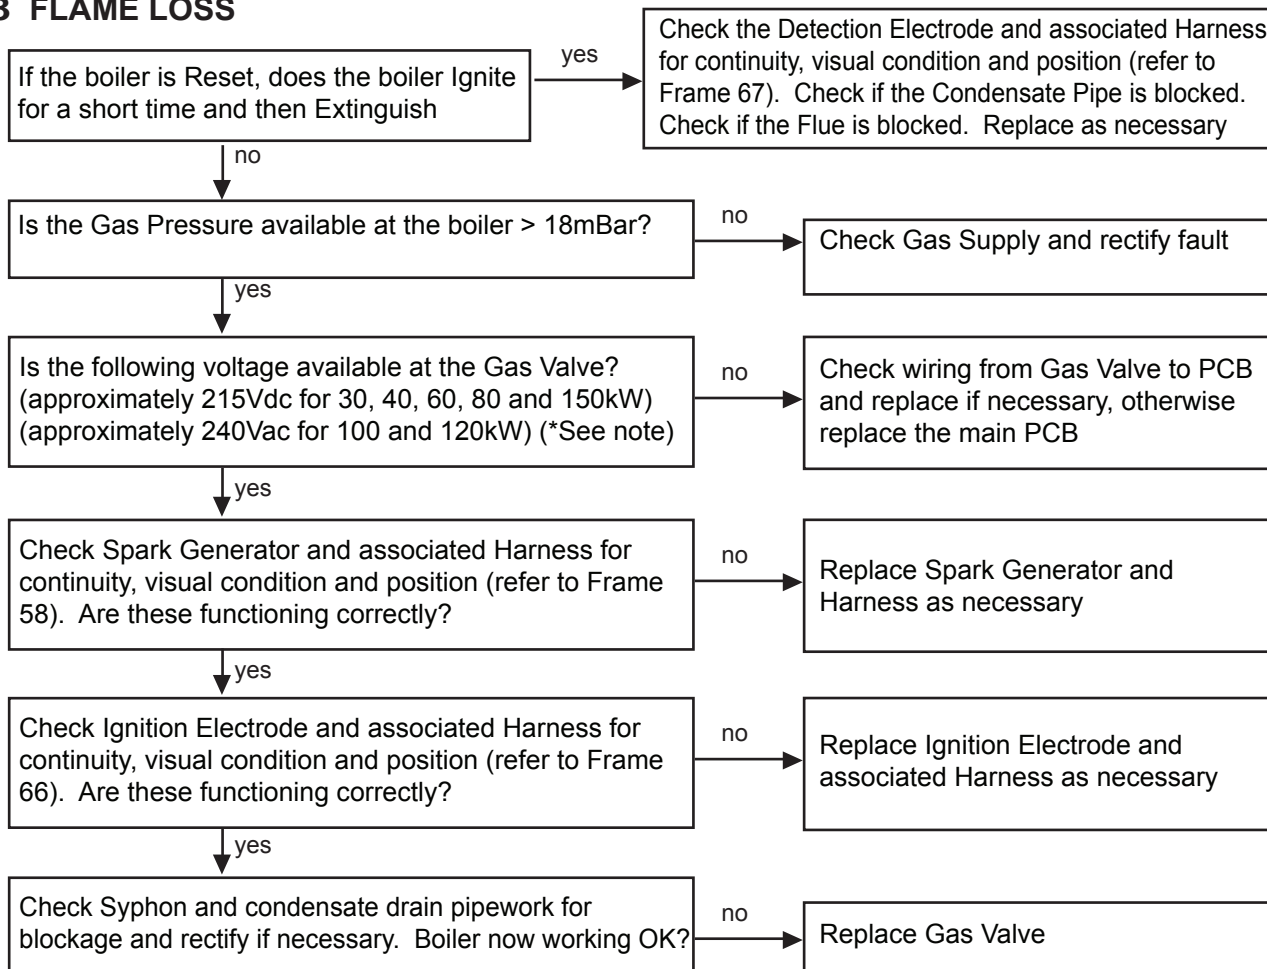 B FLAME LOSS
If the boiler is Reset, does the boiler Ignite
for a short time and then Extinguish
yes
Check the Detection Electrode and associated Harness
for continuity, visual condition and position (refer to
Frame 67). Check if the Condensate Pipe is blocked.
Check if the Flue is blocked. Replace as necessary
no
Is the Gas Pressure available at the boiler > 18mBar?
no
Check Gas Supply and rectify fault
yes
Is the following voltage available at the Gas Valve?
(approximately 215Vdc for 30, 40, 60, 80 and 150kW)
(approximately 240Vac for 100 and 120kW) (*See note)
no
Check wiring from Gas Valve to PCB
and replace if necessary, otherwise
replace the main PCB
yes
Check Spark Generator and associated Harness for
continuity, visual condition and position (refer to Frame
58). Are these functioning correctly?
no
Replace Spark Generator and
Harness as necessary
yes
Check Ignition Electrode and associated Harness for
continuity, visual condition and position (refer to Frame
66). Are these functioning correctly?
no
Replace Ignition Electrode and
associated Harness as necessary
yes
Check Syphon and condensate drain pipework for
blockage and rectify if necessary. Boiler now working OK?
no
Replace Gas Valve